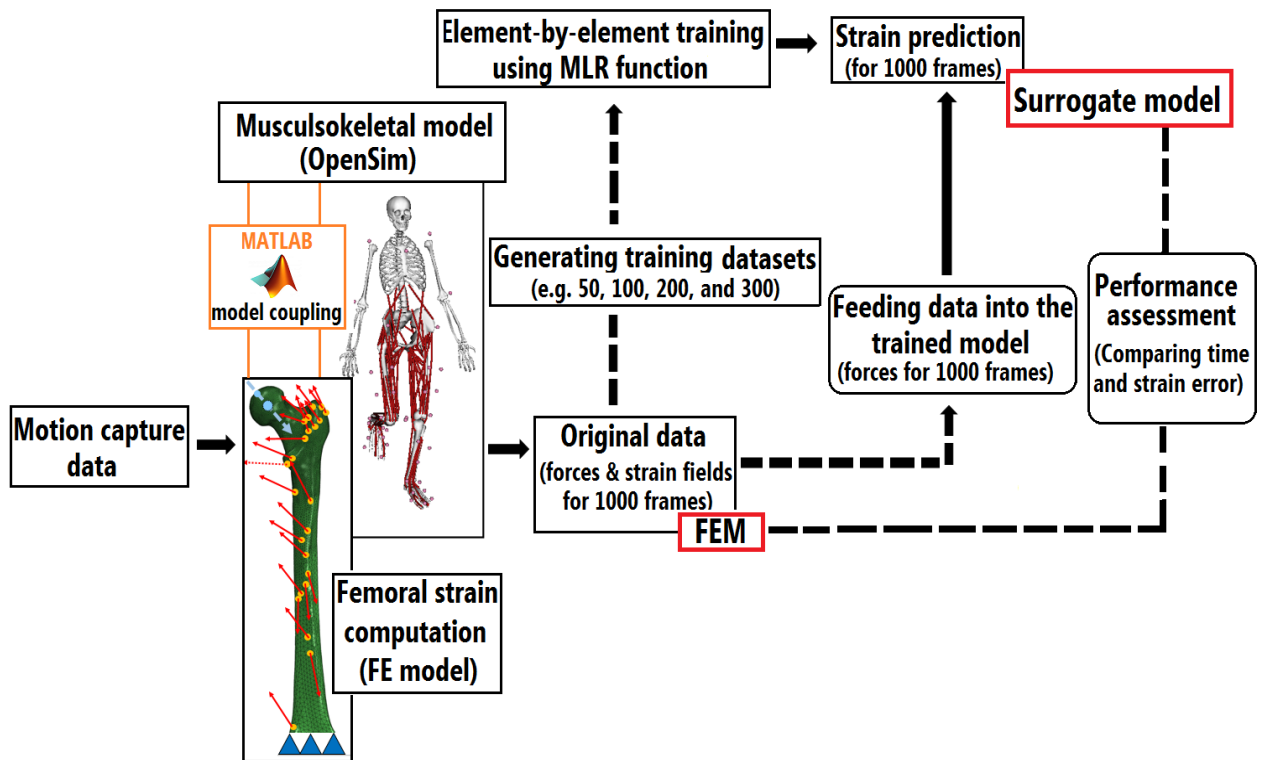 Element-by-element training
using MLR function
Strain prediction
(for 1000 frames)
Surrogate model
Musculsokeletal model
(OpenSim)
MATLAB
model coupling
Generating training datasets
(e.g. 50, 100, 200, and 300)
Feeding data into the
trained model
(forces for 1000 frames)
Performance
assessment
(Comparing time
and strain error)
Motion capture
data
Original data
(forces & strain fields
for 1000 frames)
FEM
Femoral strain
computation
(FE model)